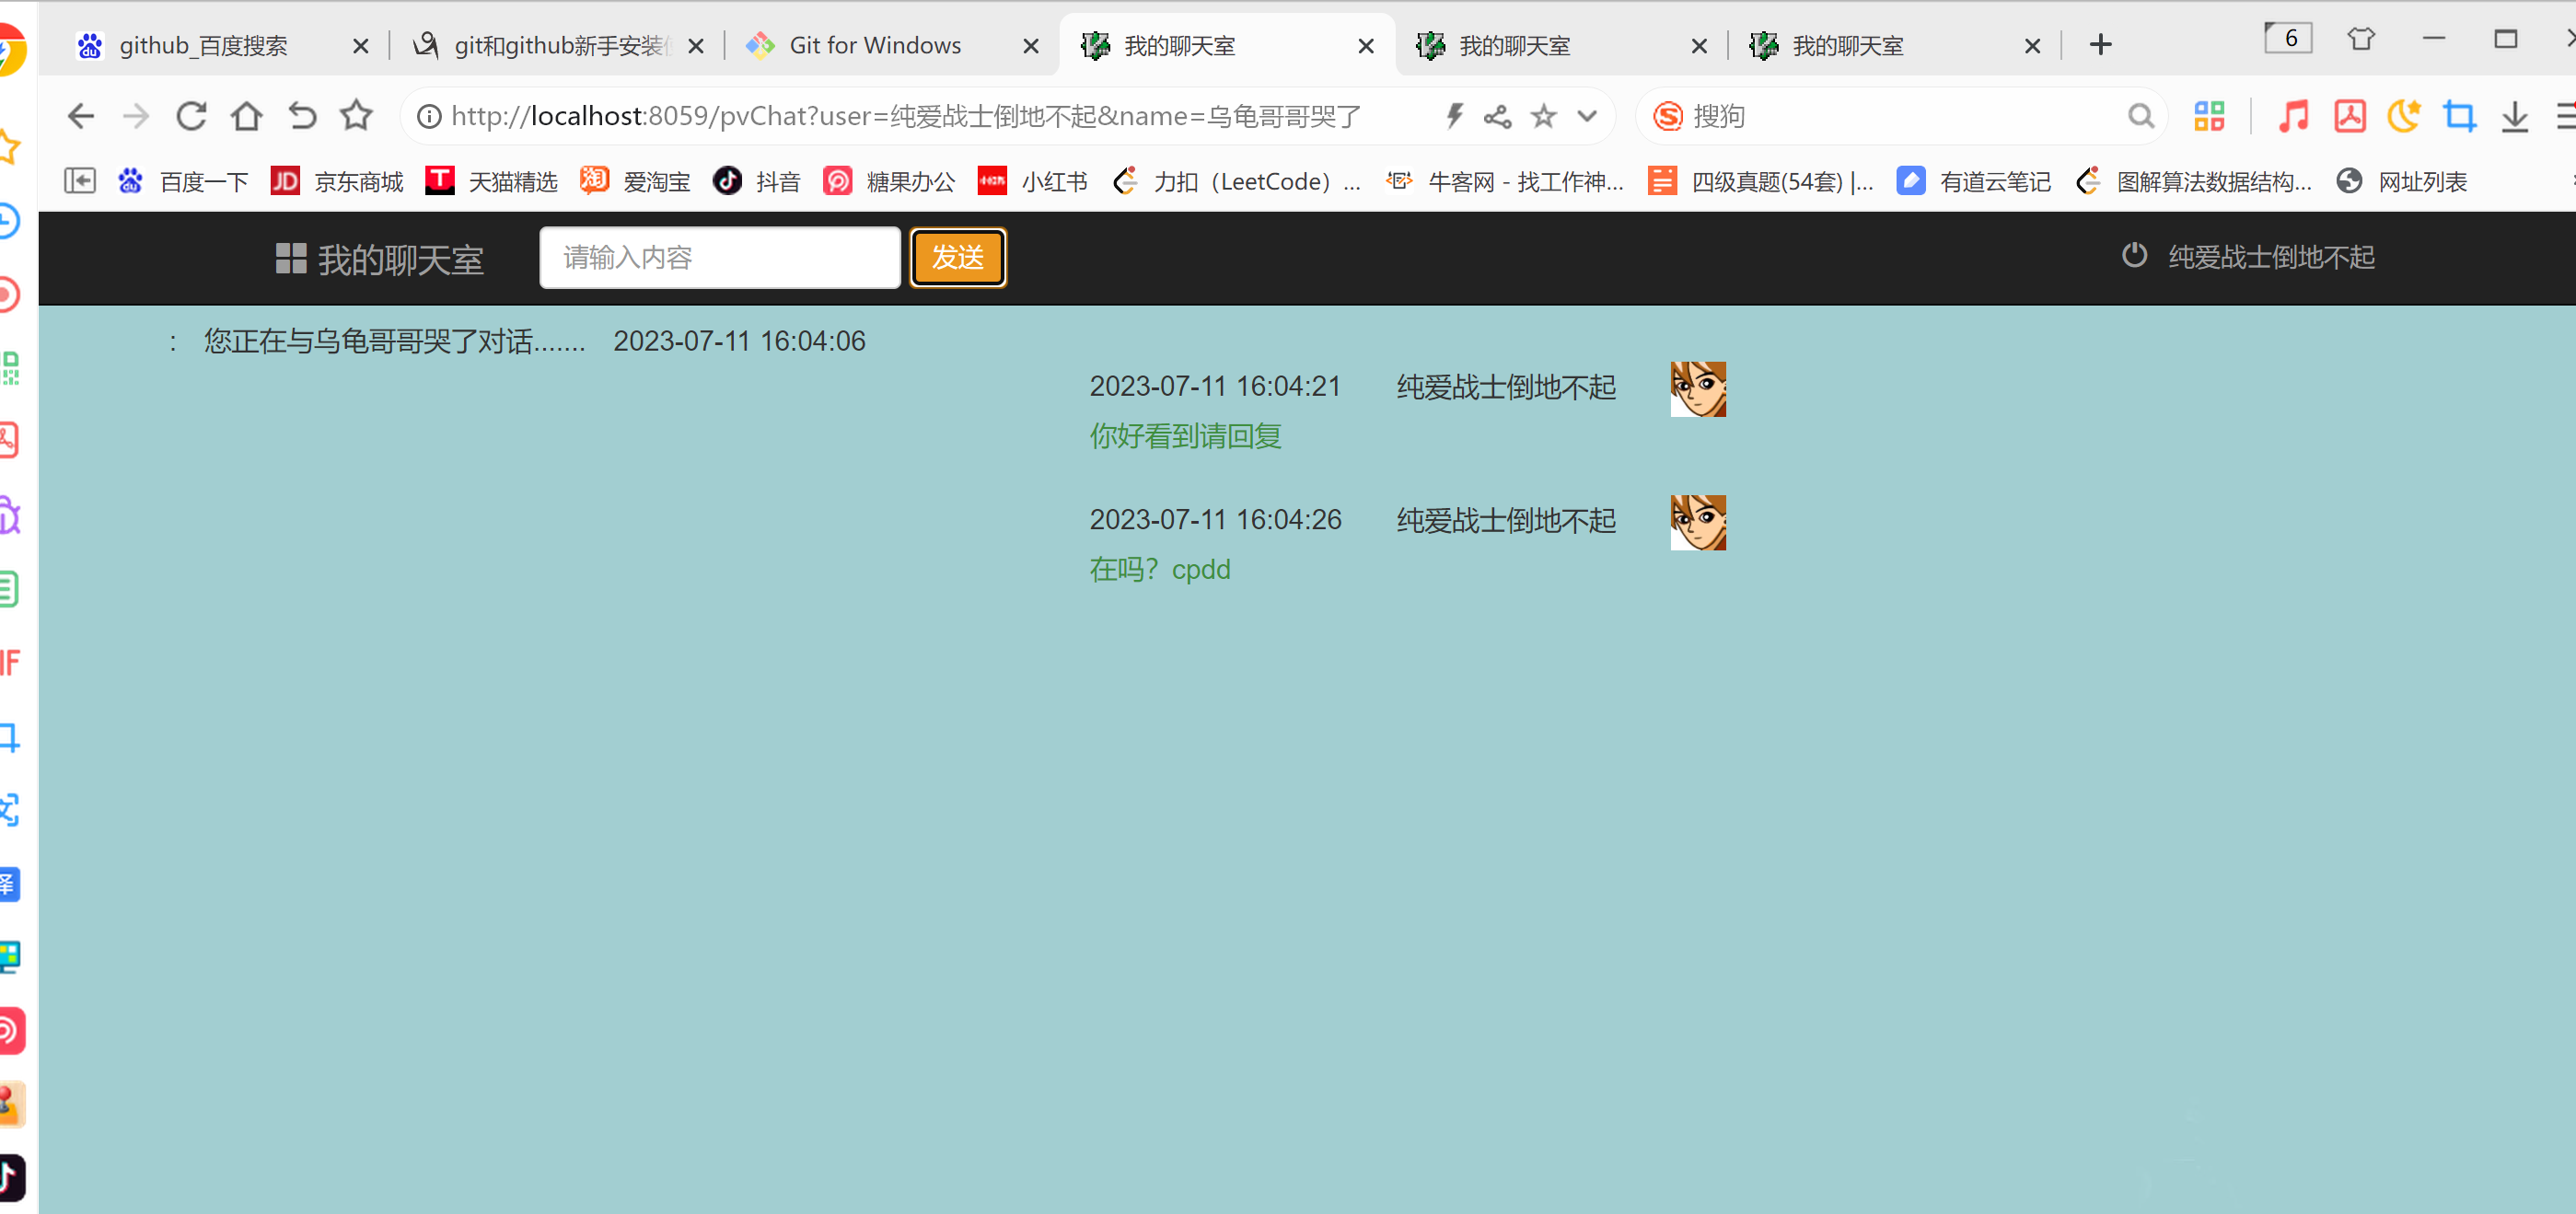 github_百度搜索
git和github新手安装
Git for Windows
我的聊天室
我的聊天室
我的聊天室
6
http://localhost:8059/pvChat?user=纯爱战士倒地不起&name=乌龟哥哥哭了
搜狗
百度一下
JD 京东商城
T 天猫精选
淘 爱淘宝
抖音
糖果办公
小红书
力扣（LeetCode）...
牛客网 - 找工作神...
四级真题(54套) |...
有道云笔记
图解算法数据结构...
网址列表
我的聊天室
请输入内容
发送
纯爱战士倒地不起
: 您正在与乌龟哥哥哭了对话....... 2023-07-11 16:04:06
2023-07-11 16:04:21 纯爱战士倒地不起
你好看到请回复
2023-07-11 16:04:26 纯爱战士倒地不起
在吗？cpdd